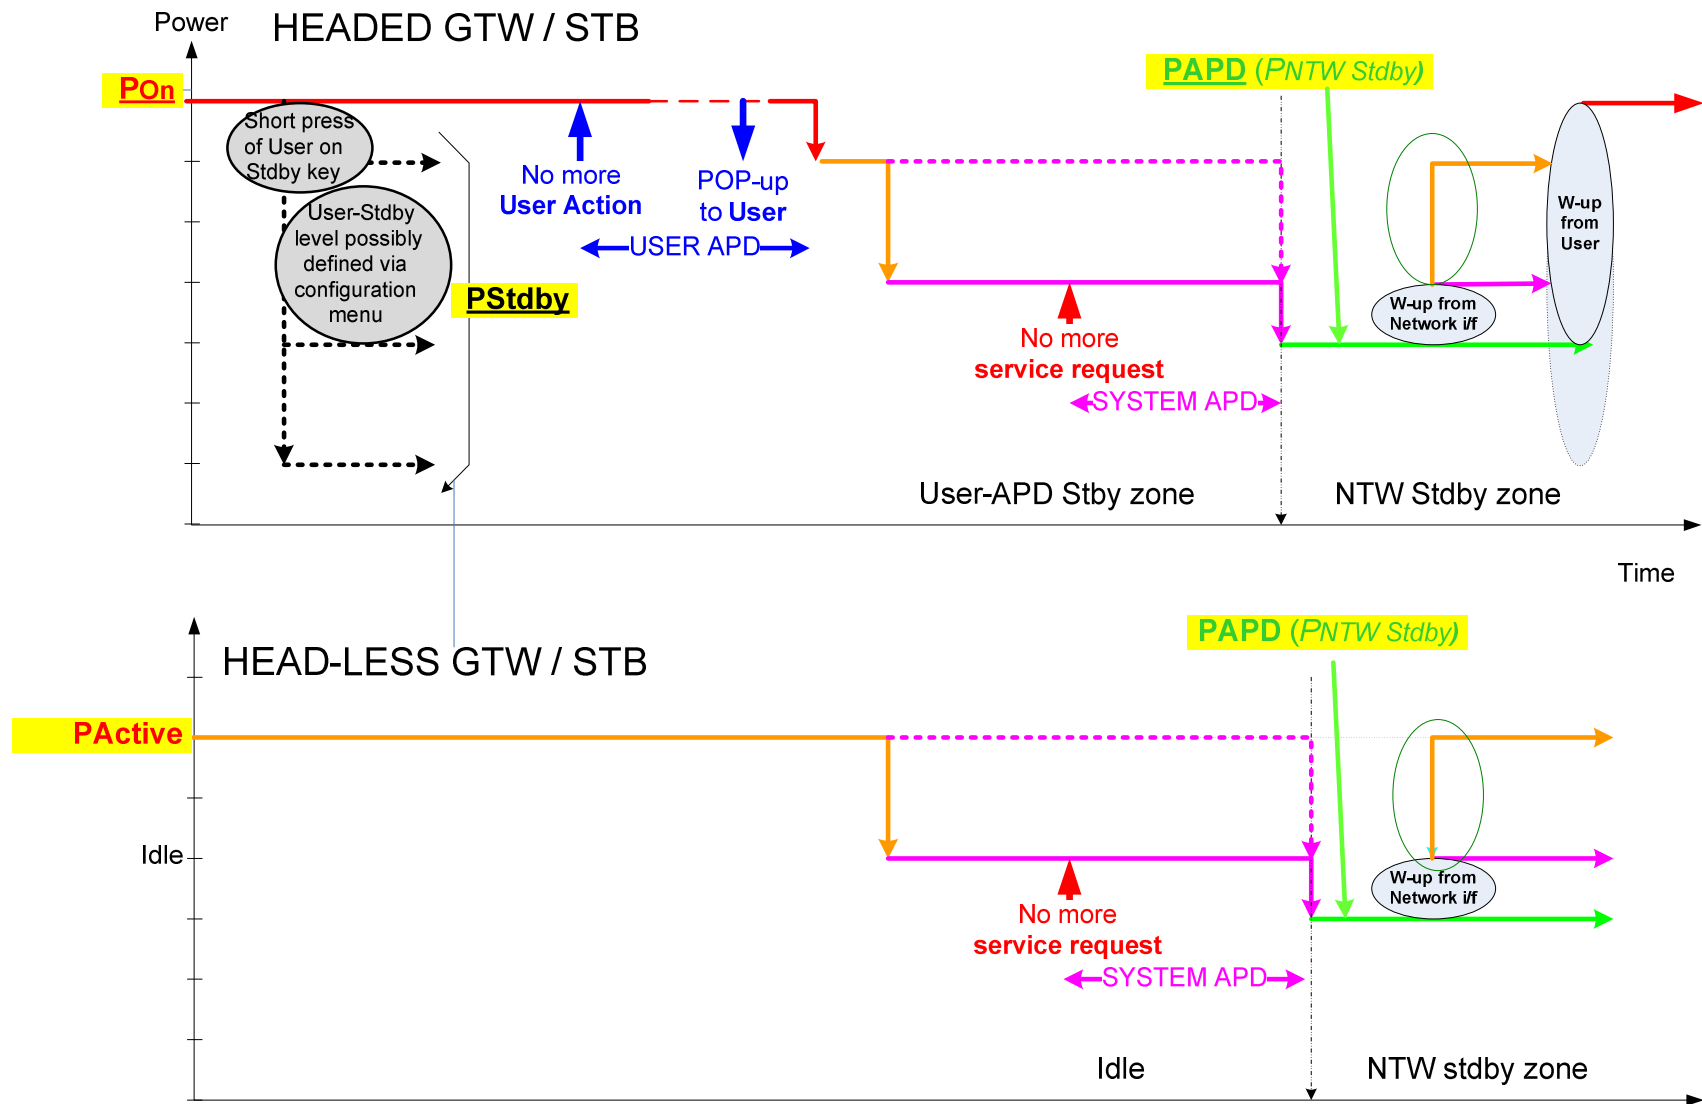 Power
HEADED GTW / STB
POn
PAPD (PNTW Stdby)
Short press
of User on
Stdby key
User-Stdby
level possibly
defined via
configuration
menu
PStdby
No more
User Action
POP-up
to User
USER APD
No more
service request
SYSTEM APD
W-up from
Network i/f
W-up
from
User
User-APD Stby zone
NTW Stdby zone
Time
HEAD-LESS GTW / STB
PAPD (PNTW Stdby)
PActive
Idle
No more
service request
SYSTEM APD
W-up from
Network i/f
Idle
NTW stdby zone